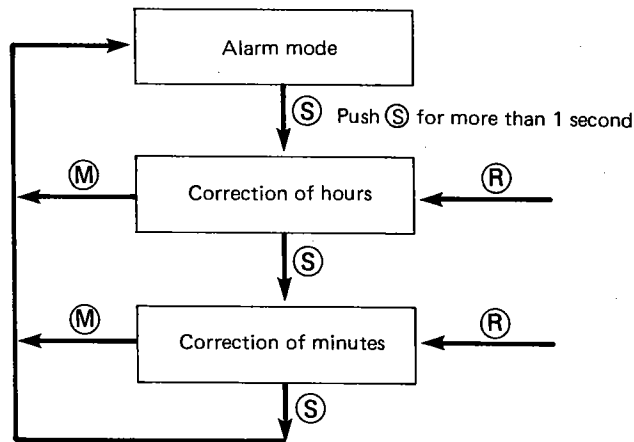 Alarm mode
Ⓢ Push Ⓢ for more than 1 second
Ⓜ Correction of hours Ⓡ
Ⓢ
Ⓜ Correction of minutes Ⓡ
Ⓢ